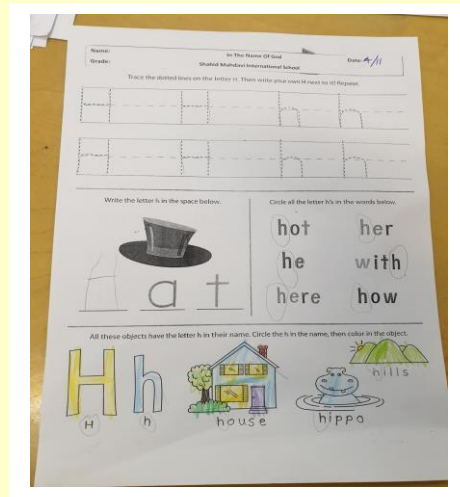 Name:
In The Name Of God
Date: 4/11
Grade:
Shahid Mahdavi International School
Trace the dotted lines on the letter H. Then write your own H next to it! Repeat.
H H h h
H H h h
Write the letter h in the space below.
h a t
Circle all the letter h's in the words below.
hot her
he with
here how
All these objects have the letter h in their name. Circle the h in the name, then color in the object.
H h
hills
H h house hippo